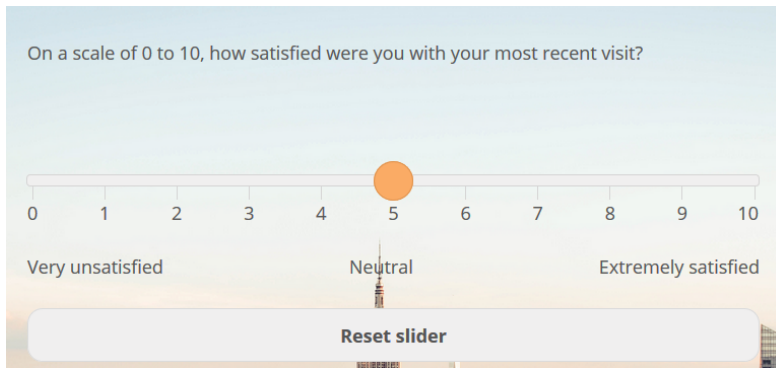 On a scale of 0 to 10, how satisfied were you with your most recent visit?
0 1 2 3 4 5 6 7 8 9 10
Very unsatisfied Neutral Extremely satisfied
Reset slider